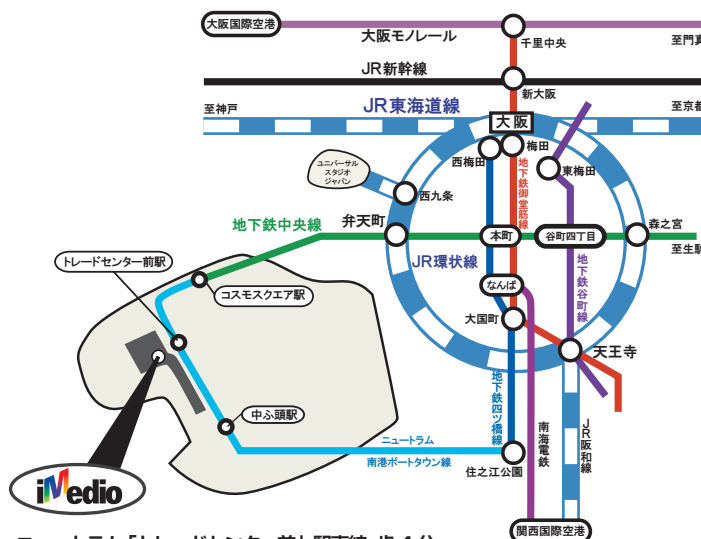 大阪国際空港
大阪モノレール
千里中央
至門真
JR新幹線
新大阪
至神戸
JR東海道線
至京都
大阪
西梅田
梅田
東梅田
ユニバーサル
スタジオ
ジャパン
西九条
地下鉄御堂筋線
地下鉄中央線
弁天町
本町
谷町四丁目
森之宮
至生駒
JR環状線
地下鉄谷町線
トレードセンター前駅
コスモスクエア駅
なんば
大国町
天王寺
地下鉄四ツ橋線
中ふ頭駅
ニュートラム
南港ポートタウン線
住之江公園
南海電鉄
JR阪和線
iMedio
関西国際空港